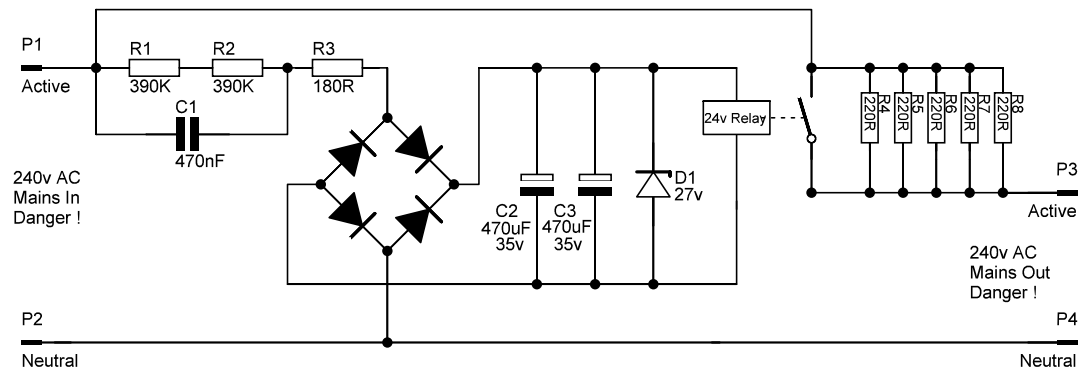 P1
Active
R1
390K
R2
390K
R3
180R
C1
470nF
240v AC
Mains In
Danger !
C2
470uF
35v
C3
470uF
35v
D1
27v
24v Relay
R4
220R
R5
220R
R6
220R
R7
220R
R8
220R
P3
Active
240v AC
Mains Out
Danger !
P2
Neutral
P4
Neutral